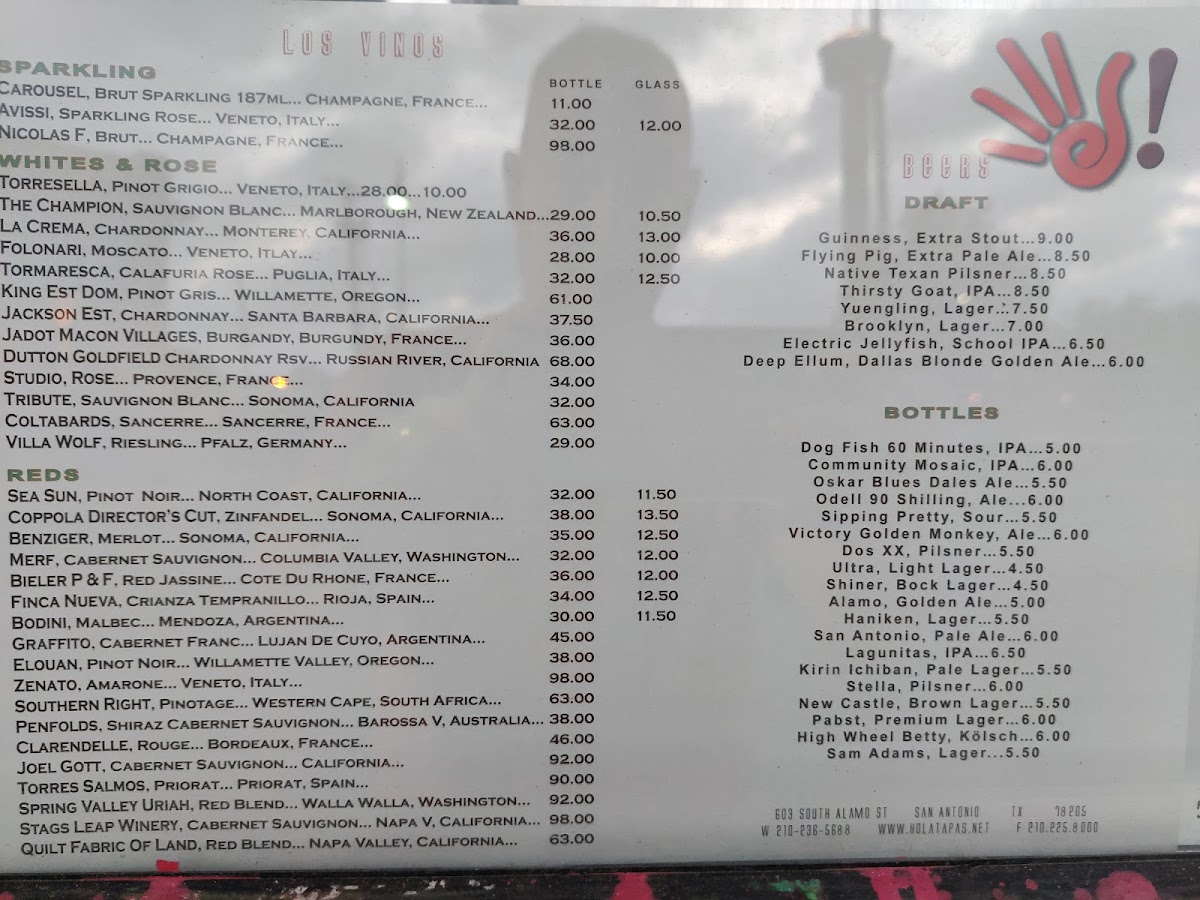 LOS VINOS
BOTTLE GLASS
SPARKLING
CAROUSEL, BRUT SPARKLING 187ML... CHAMPAGNE, FRANCE... 11.00
AVISSI, SPARKLING ROSE... VENETO, ITALY... 32.00 12.00
NICOLAS F, BRUT... CHAMPAGNE, FRANCE... 98.00
WHITES & ROSE
TORRESELLA, PINOT GRIGIO... VENETO, ITALY...28.00...10.00
THE CHAMPION, SAUVIGNON BLANC... MARLBOROUGH, NEW ZEALAND...29.00 10.50
LA CREMA, CHARDONNAY... MONTEREY, CALIFORNIA... 36.00 13.00
FOLONARI, MOSCATO... VENETO, ITLAY... 28.00 10.00
TORMARESCA, CALAFURIA ROSE... PUGLIA, ITALY... 32.00 12.50
KING EST DOM, PINOT GRIS... WILLAMETTE, OREGON... 61.00
JACKSON EST, CHARDONNAY... SANTA BARBARA, CALIFORNIA... 37.50
JADOT MACON VILLAGES, BURGANDY, BURGUNDY, FRANCE... 36.00
DUTTON GOLDFIELD CHARDONNAY RSV... RUSSIAN RIVER, CALIFORNIA 68.00
STUDIO, ROSE... PROVENCE, FRANCE... 34.00
TRIBUTE, SAUVIGNON BLANC... SONOMA, CALIFORNIA 32.00
COLTABARDS, SANCERRE... SANCERRE, FRANCE... 63.00
VILLA WOLF, RIESLING... PFALZ, GERMANY... 29.00
REDS
SEA SUN, PINOT NOIR... NORTH COAST, CALIFORNIA... 32.00 11.50
COPPOLA DIRECTOR'S CUT, ZINFANDEL... SONOMA, CALIFORNIA... 38.00 13.50
BENZIGER, MERLOT... SONOMA, CALIFORNIA... 35.00 12.50
MERF, CABERNET SAUVIGNON... COLUMBIA VALLEY, WASHINGTON... 32.00 12.00
BIELER P & F, RED JASSINE... COTE DU RHONE, FRANCE... 36.00 12.00
FINCA NUEVA, CRIANZA TEMPRANILLO... RIOJA, SPAIN... 34.00 12.50
BODINI, MALBEC... MENDOZA, ARGENTINA... 30.00 11.50
GRAFFITO, CABERNET FRANC... LUJAN DE CUYO, ARGENTINA... 45.00
ELOUAN, PINOT NOIR... WILLAMETTE VALLEY, OREGON... 38.00
ZENATO, AMARONE... VENETO, ITALY... 98.00
SOUTHERN RIGHT, PINOTAGE... WESTERN CAPE, SOUTH AFRICA... 63.00
PENFOLDS, SHIRAZ CABERNET SAUVIGNON... BAROSSA V, AUSTRALIA... 38.00
CLARENDELLE, ROUGE... BORDEAUX, FRANCE... 46.00
JOEL GOTT, CABERNET SAUVIGNON... CALIFORNIA... 92.00
TORRES SALMOS, PRIORAT... PRIORAT, SPAIN... 90.00
SPRING VALLEY URIAH, RED BLEND... WALLA WALLA, WASHINGTON... 92.00
STAGS LEAP WINERY, CABERNET SAUVIGNON... NAPA V, CALIFORNIA... 98.00
QUILT FABRIC OF LAND, RED BLEND... NAPA VALLEY, CALIFORNIA... 63.00
BEERS
DRAFT
Guinness, Extra Stout...9.00
Flying Pig, Extra Pale Ale...8.50
Native Texan Pilsner...8.50
Thirsty Goat, IPA...8.50
Yuengling, Lager...7.50
Brooklyn, Lager...7.00
Electric Jellyfish, School IPA...6.50
Deep Ellum, Dallas Blonde Golden Ale...6.00
BOTTLES
Dog Fish 60 Minutes, IPA...5.00
Community Mosaic, IPA...6.00
Oskar Blues Dales Ale...5.50
Odell 90 Shilling, Ale...6.00
Sipping Pretty, Sour...5.50
Victory Golden Monkey, Ale...6.00
Dos XX, Pilsner...5.50
Ultra, Light Lager...4.50
Shiner, Bock Lager...4.50
Alamo, Golden Ale...5.00
Haniken, Lager...5.50
San Antonio, Pale Ale...6.00
Lagunitas, IPA...6.50
Kirin Ichiban, Pale Lager...5.50
Stella, Pilsner...6.00
New Castle, Brown Lager...5.50
Pabst, Premium Lager...6.00
High Wheel Betty, Kölsch...6.00
Sam Adams, Lager...5.50
603 SOUTH ALAMO ST SAN ANTONIO TX 78205
W 210-236-5688 WWW.HOLATAPAS.NET F 210.225.8000